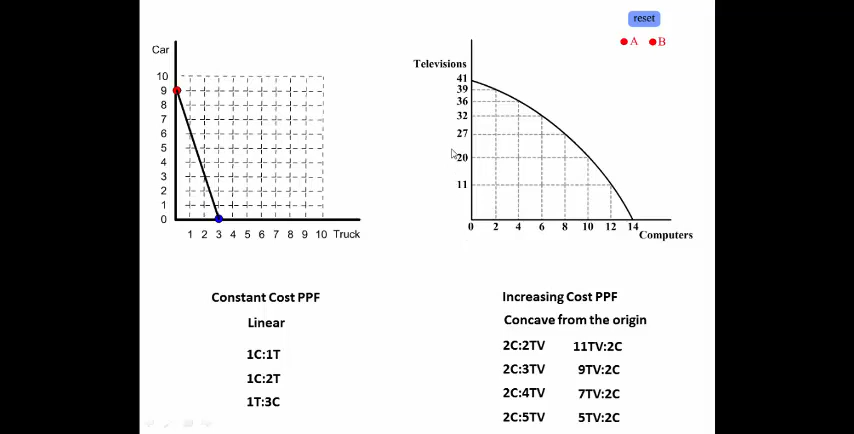 reset
A B
Car
10
9
8
7
6
5
4
3
2
1
0
1 2 3 4 5 6 7 8 9 10 Truck
Televisions
41
39
36
32
27
20
11
0 2 4 6 8 10 12 14
Computers
Constant Cost PPF
Linear
1C:1T
1C:2T
1T:3C
Increasing Cost PPF
Concave from the origin
2C:2TV 11TV:2C
2C:3TV 9TV:2C
2C:4TV 7TV:2C
2C:5TV 5TV:2C